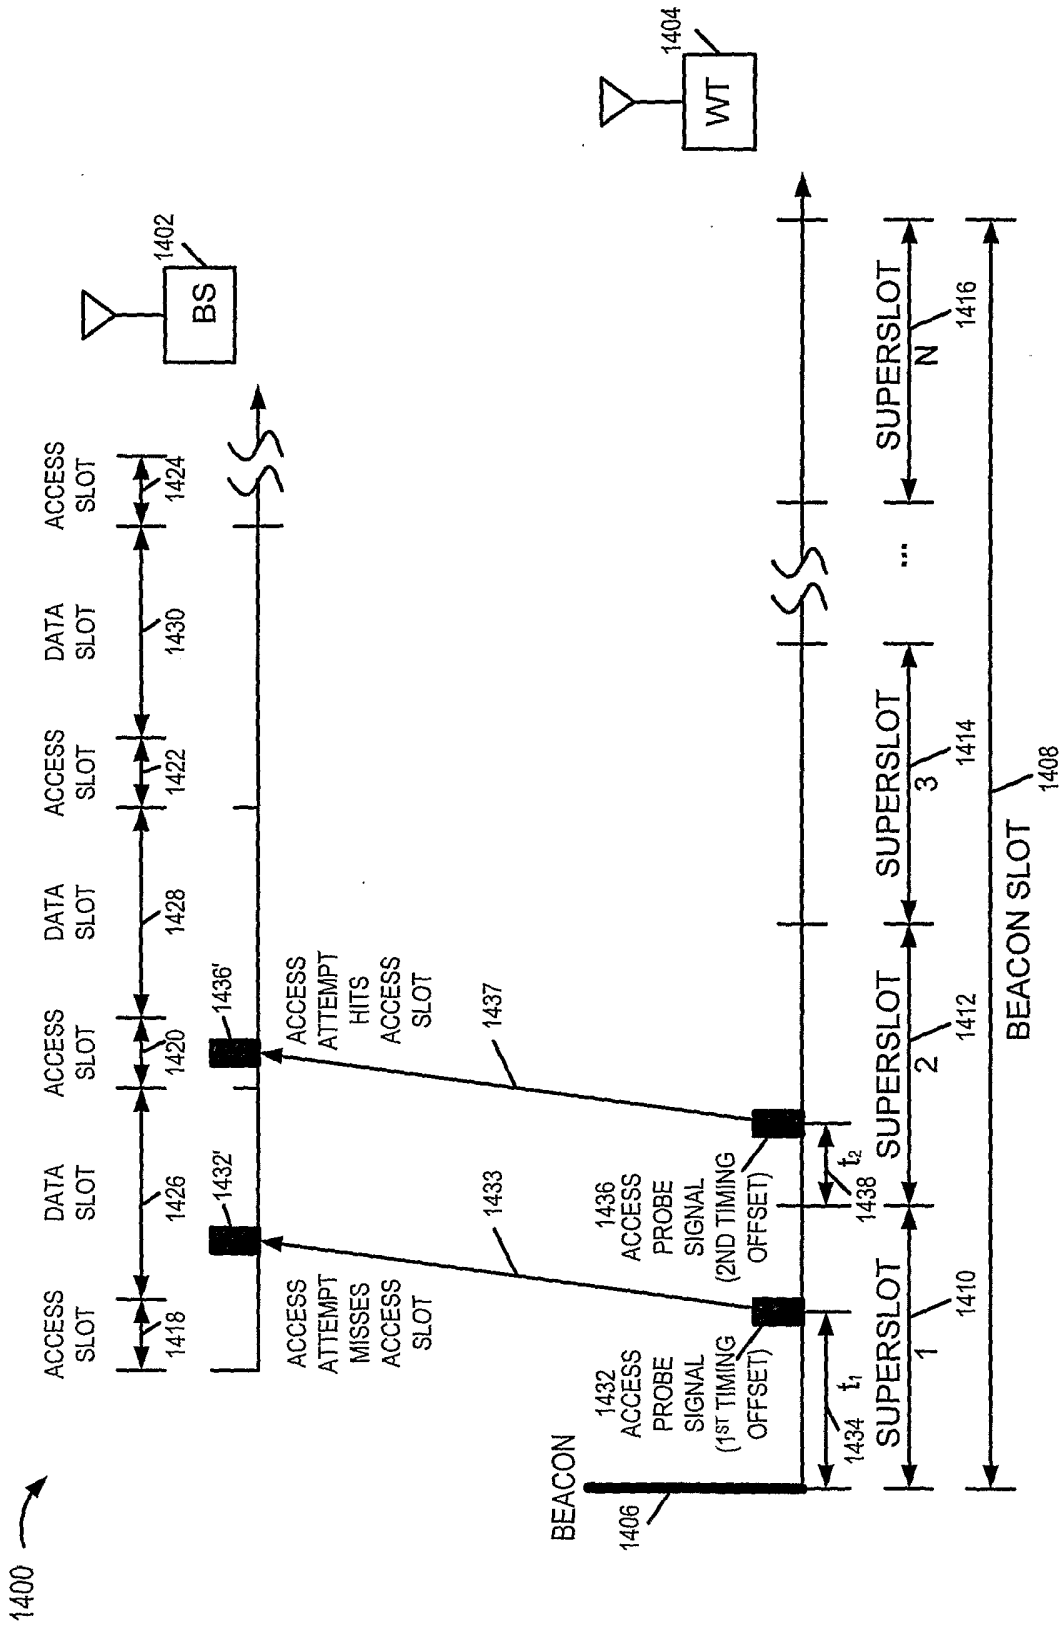 1400
ACCESS
SLOT
1418
DATA
SLOT
1426
ACCESS
SLOT
1420
DATA
SLOT
1428
ACCESS
SLOT
1422
DATA
SLOT
1430
ACCESS
SLOT
1424
1402
BS
1432'
1436'
ACCESS
ATTEMPT
MISSES
ACCESS
SLOT
ACCESS
ATTEMPT
HITS
ACCESS
SLOT
1433
1437
1404
WT
BEACON
1406
1432
ACCESS
PROBE
SIGNAL
(1ST TIMING
OFFSET)
1436
ACCESS
PROBE
SIGNAL
(2ND TIMING
OFFSET)
1434
t1
1438
t2
SUPERSLOT
1
1410
SUPERSLOT
2
1412
SUPERSLOT
3
1414
...
SUPERSLOT
N
1416
BEACON SLOT
1408